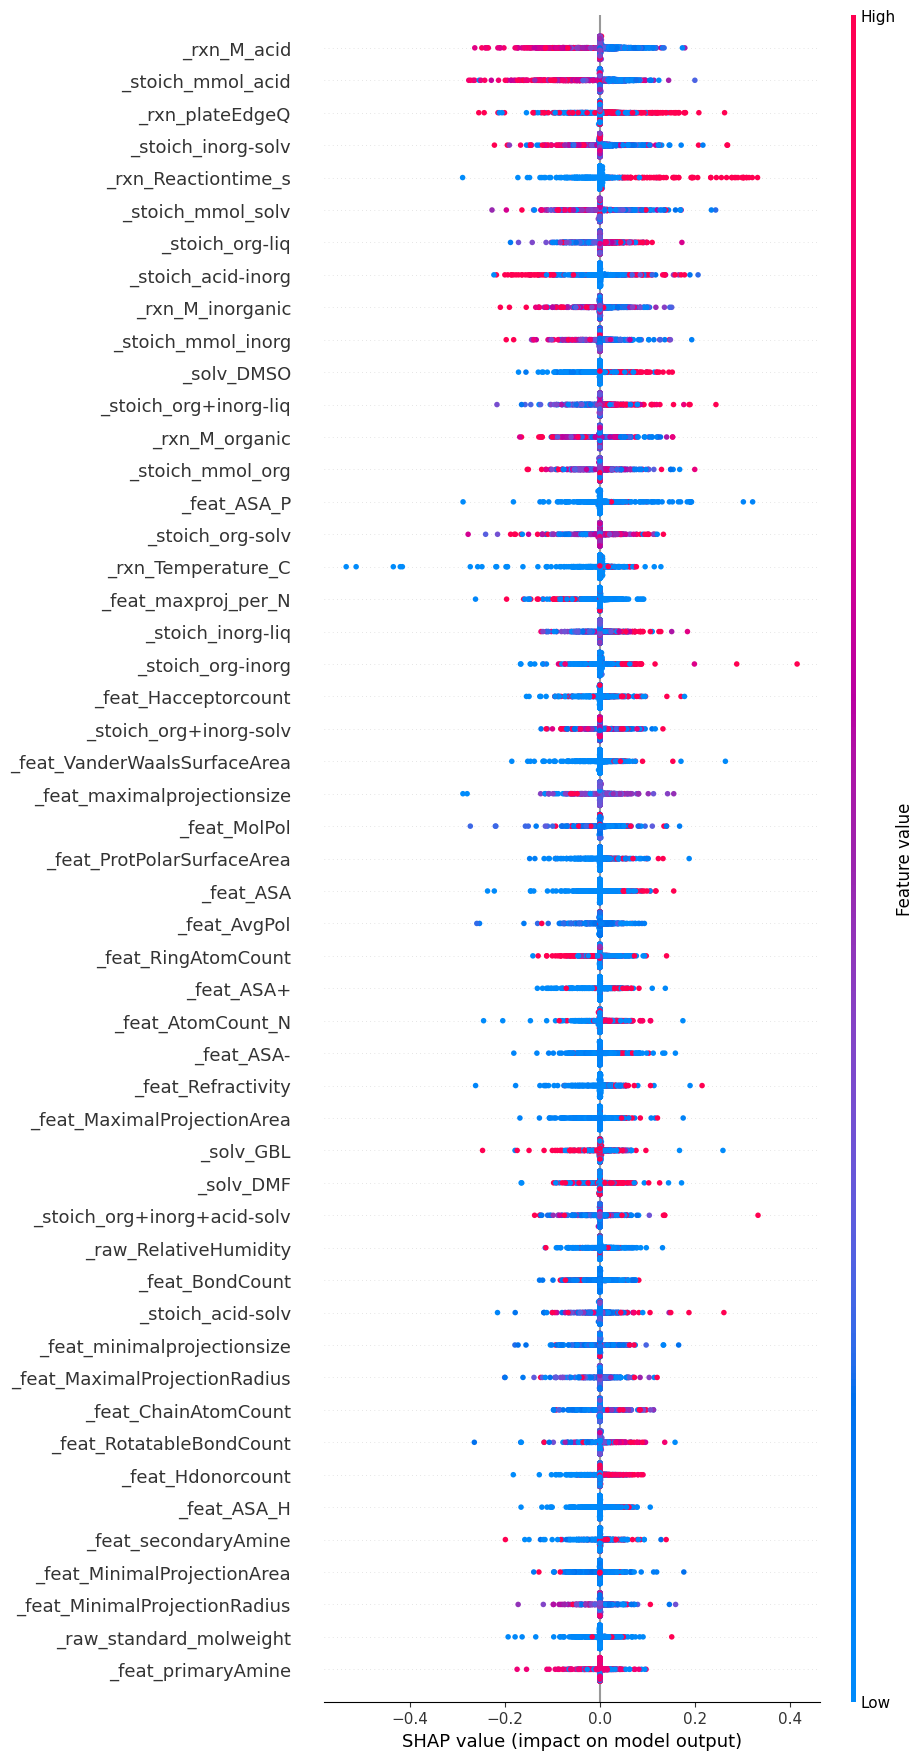 High
_rxn_M_acid
_stoich_mmol_acid
_rxn_plateEdgeQ
_stoich_inorg-solv
_rxn_Reactiontime_s
_stoich_mmol_solv
_stoich_org-liq
_stoich_acid-inorg
_rxn_M_inorganic
_stoich_mmol_inorg
_solv_DMSO
_stoich_org+inorg-liq
_rxn_M_organic
_stoich_mmol_org
_feat_ASA_P
_stoich_org-solv
_rxn_Temperature_C
_feat_maxproj_per_N
_stoich_inorg-liq
_stoich_org-inorg
_feat_Hacceptorcount
_stoich_org+inorg-solv
_feat_VanderWaalsSurfaceArea
_feat_maximalprojectionsize
_feat_MolPol
_feat_ProtPolarSurfaceArea
_feat_ASA
_feat_AvgPol
_feat_RingAtomCount
_feat_ASA+
_feat_AtomCount_N
_feat_ASA-
_feat_Refractivity
_feat_MaximalProjectionArea
_solv_GBL
_solv_DMF
_stoich_org+inorg+acid-solv
_raw_RelativeHumidity
_feat_BondCount
_stoich_acid-solv
_feat_minimalprojectionsize
_feat_MaximalProjectionRadius
_feat_ChainAtomCount
_feat_RotatableBondCount
_feat_Hdonorcount
_feat_ASA_H
_feat_secondaryAmine
_feat_MinimalProjectionArea
_feat_MinimalProjectionRadius
_raw_standard_molweight
_feat_primaryAmine
Feature value
Low
−0.4 −0.2 0.0 0.2 0.4
SHAP value (impact on model output)